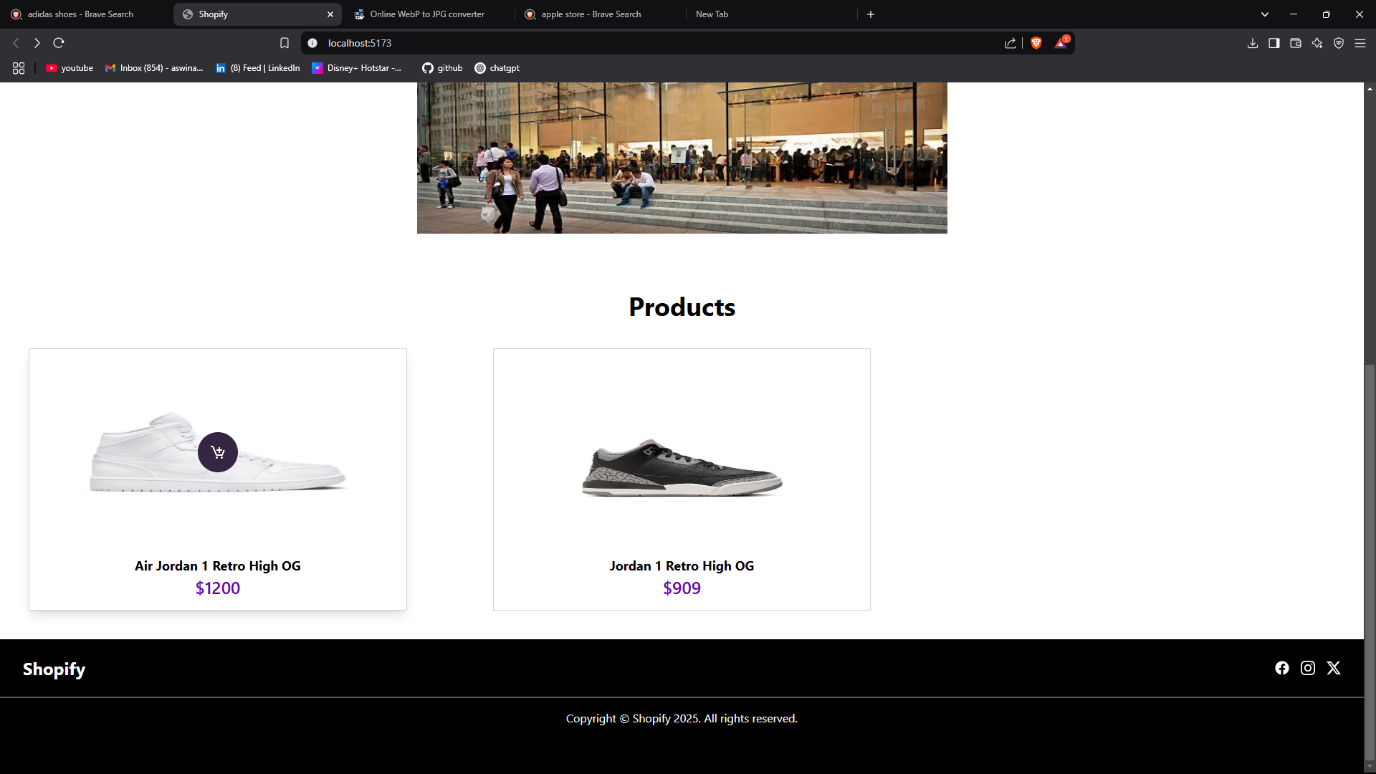 adidas shoes - Brave Search
Shopify
Online WebP to JPG converter
apple store - Brave Search
New Tab
localhost:5173
1
youtube
Inbox (854) - aswina...
(8) Feed | LinkedIn
Disney+ Hotstar -...
github
chatgpt
Products
Air Jordan 1 Retro High OG
$1200
Jordan 1 Retro High OG
$909
Shopify
Copyright © Shopify 2025. All rights reserved.